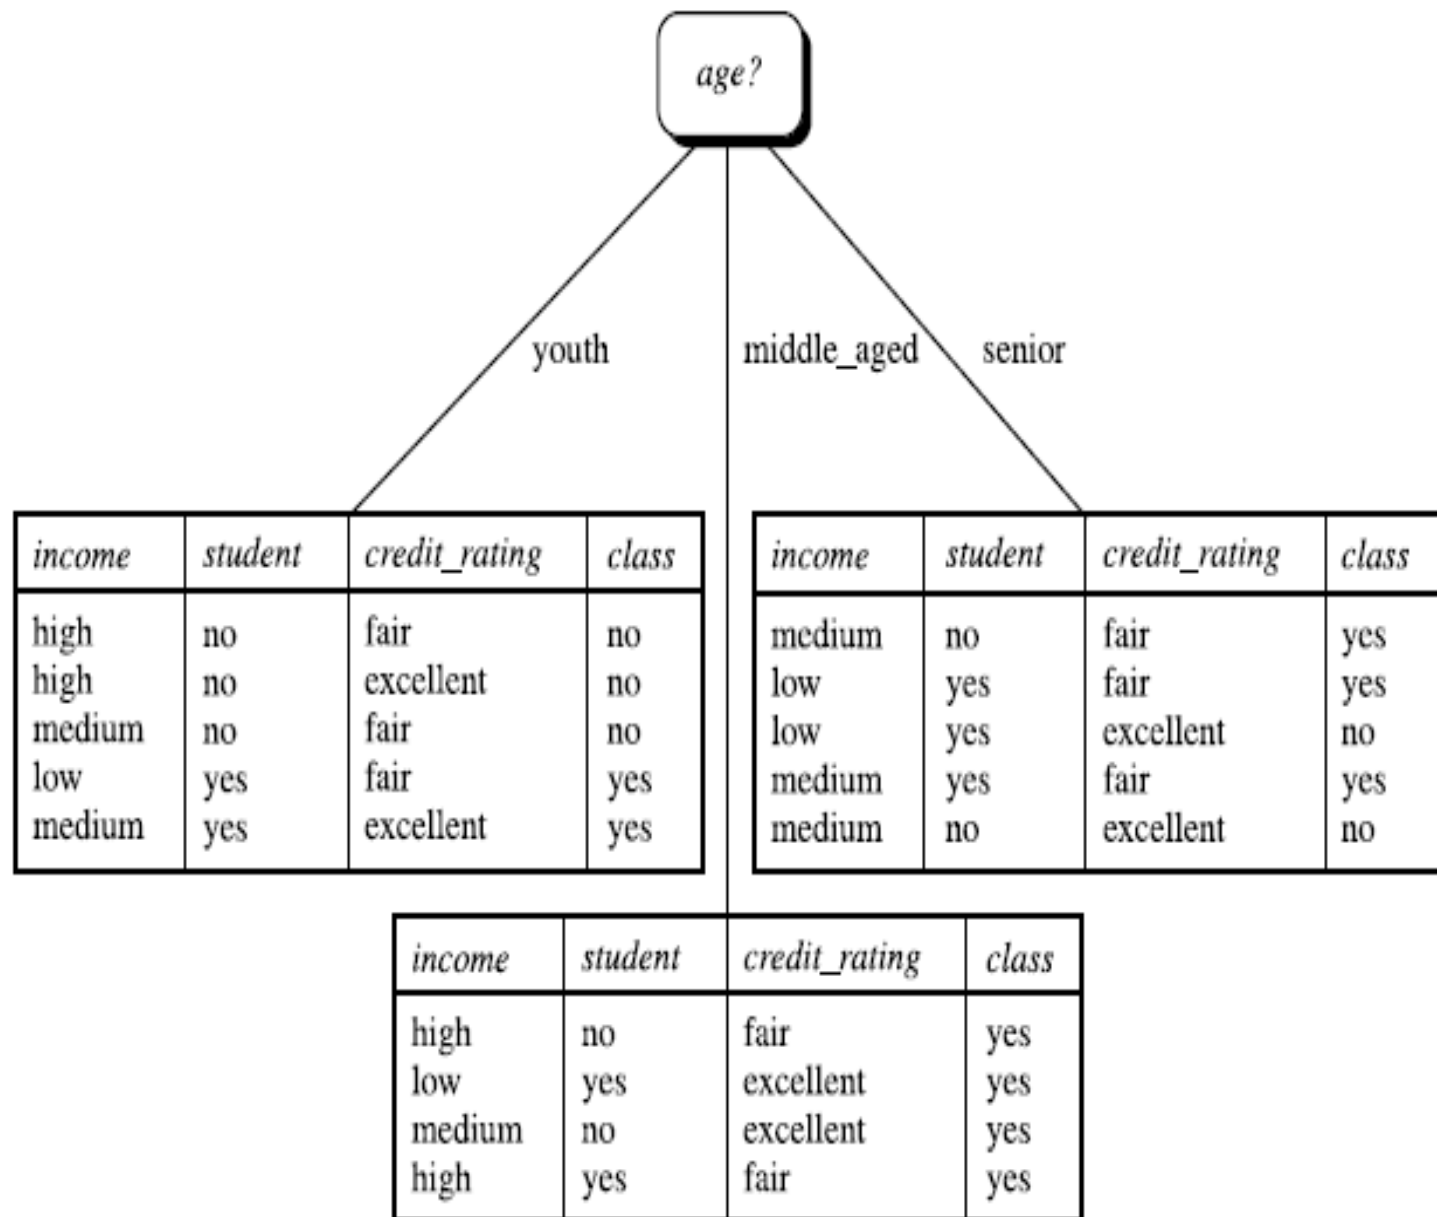 age?
youth middle_aged senior
income student credit_rating class
high no fair no
high no excellent no
medium no fair no
low yes fair yes
medium yes excellent yes
income student credit_rating class
medium no fair yes
low yes fair yes
low yes excellent no
medium yes fair yes
medium no excellent no
income student credit_rating class
high no fair yes
low yes excellent yes
medium no excellent yes
high yes fair yes